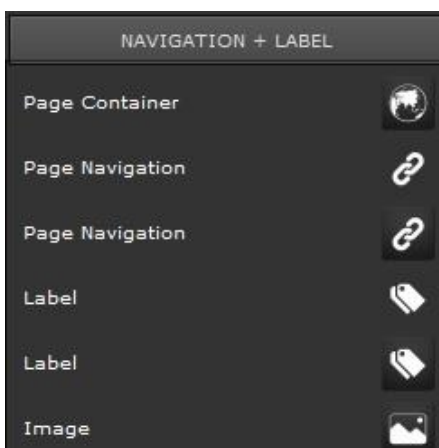 NAVIGATION + LABEL
Page Container
Page Navigation
Page Navigation
Label
Label
Image